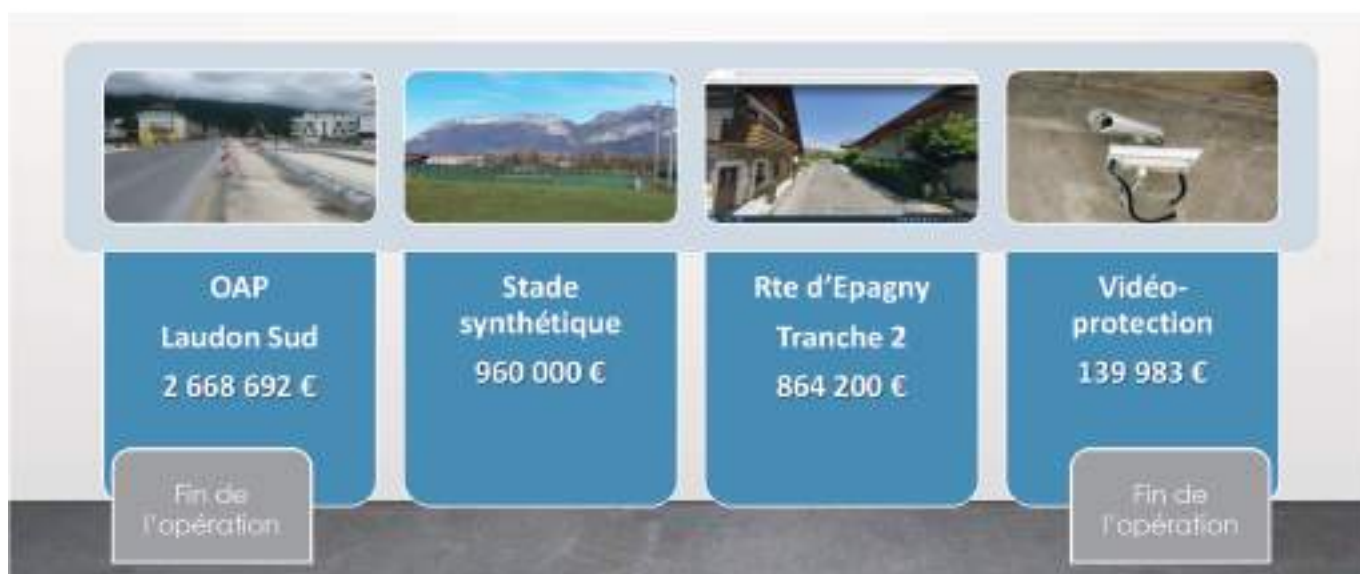 OAP
Laudon Sud
2 668 692 €
Stade
synthétique
960 000 €
Rte d'Epagny
Tranche 2
864 200 €
Vidéo-
protection
139 983 €
Fin de
l'opération
Fin de
l'opération